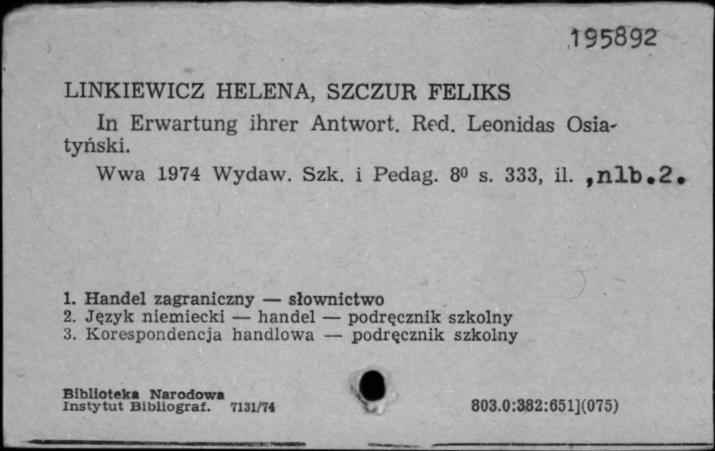 195892
LINKIEWICZ HELENA, SZCZUR FELIKS
In Erwartung ihrer Antwort. Red. Leonidas Osia-
tyński.
Wwa 1974 Wydaw. Szk. i Pedag. 8⁰ s. 333, il. ,nlb.2.
1. Handel zagraniczny — słownictwo
2. Język niemiecki — handel — podręcznik szkolny
3. Korespondencja handlowa — podręcznik szkolny
Biblioteka Narodowa
Instytut Bibliograf. 7131/74
803.0:382:651](075)